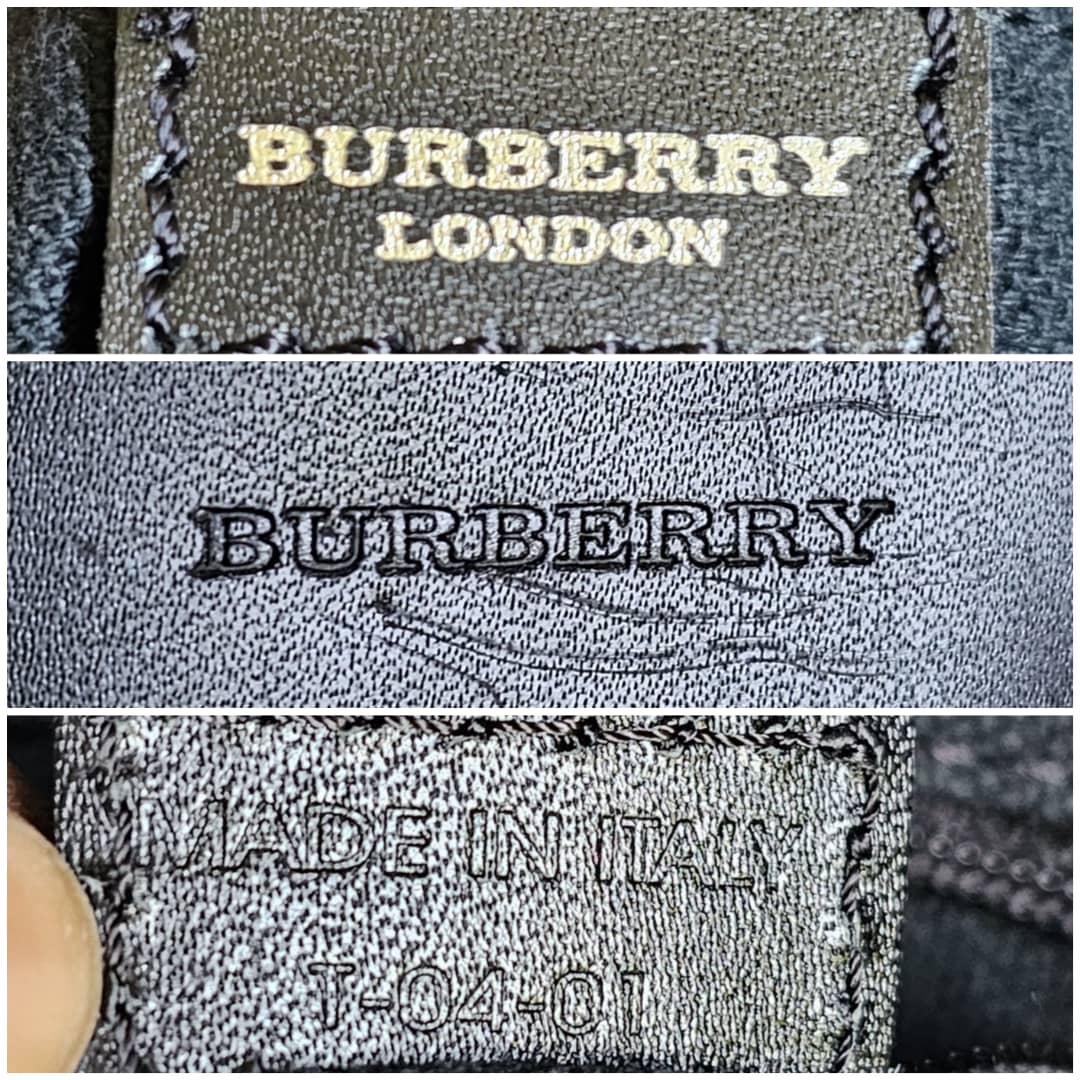 BURBERRY
LONDON
BURBERRY
MADE IN ITALY
T-04-01